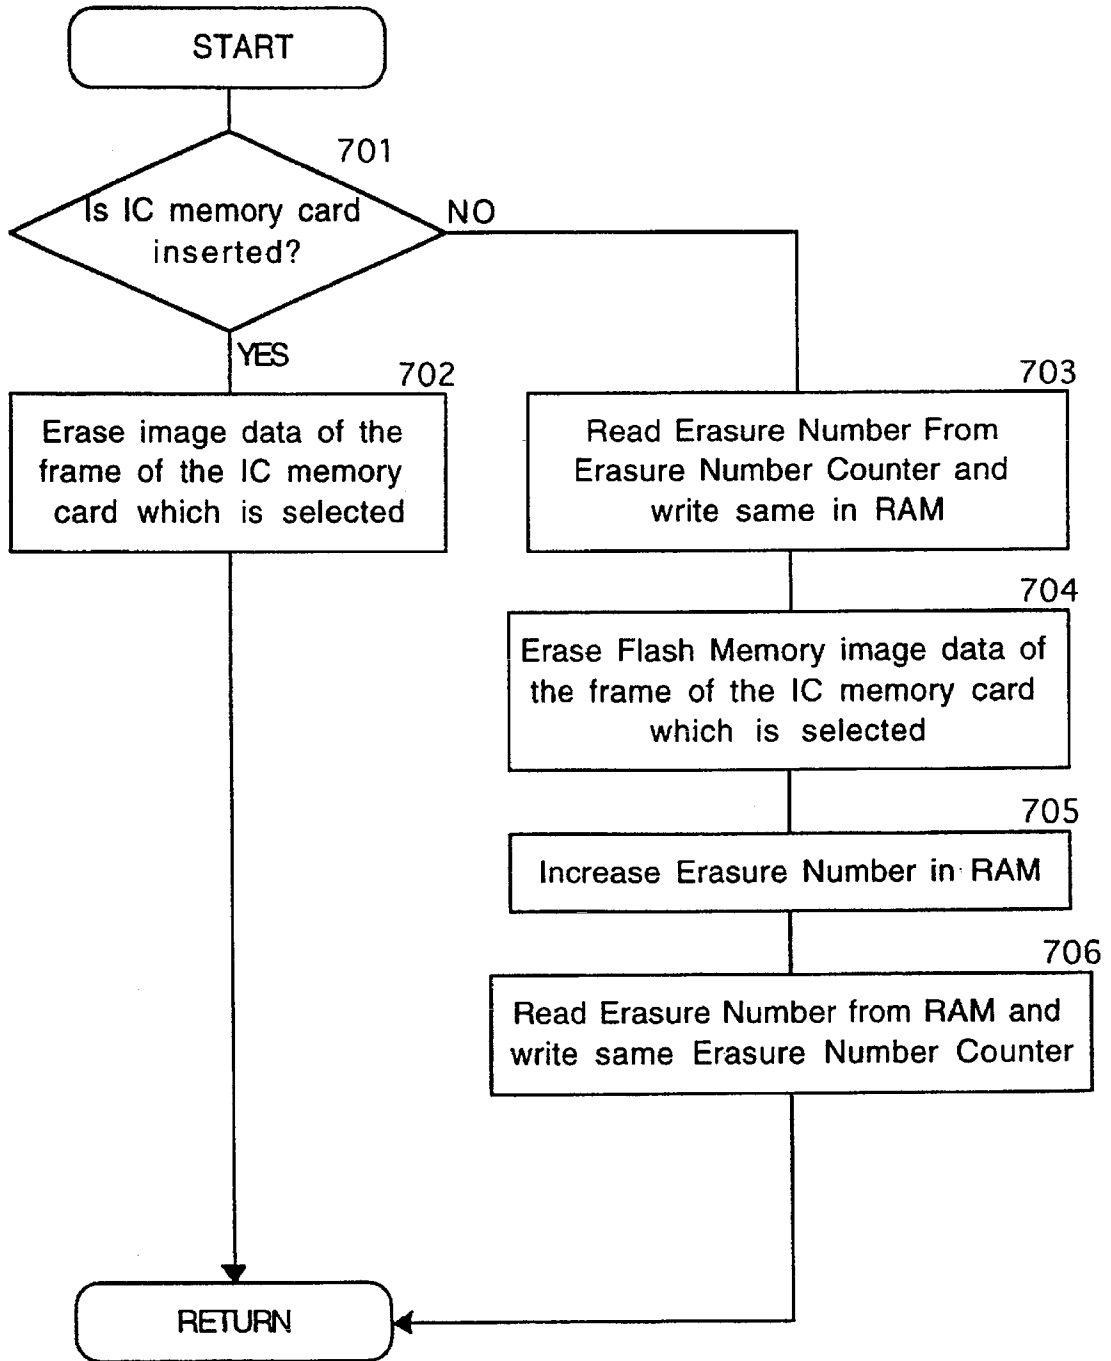 START
701
Is IC memory card
inserted?
NO
YES
702
Erase image data of the
frame of the IC memory
card which is selected
703
Read Erasure Number From
Erasure Number Counter and
write same in RAM
704
Erase Flash Memory image data of
the frame of the IC memory card
which is selected
705
Increase Erasure Number in RAM
706
Read Erasure Number from RAM and
write same Erasure Number Counter
RETURN